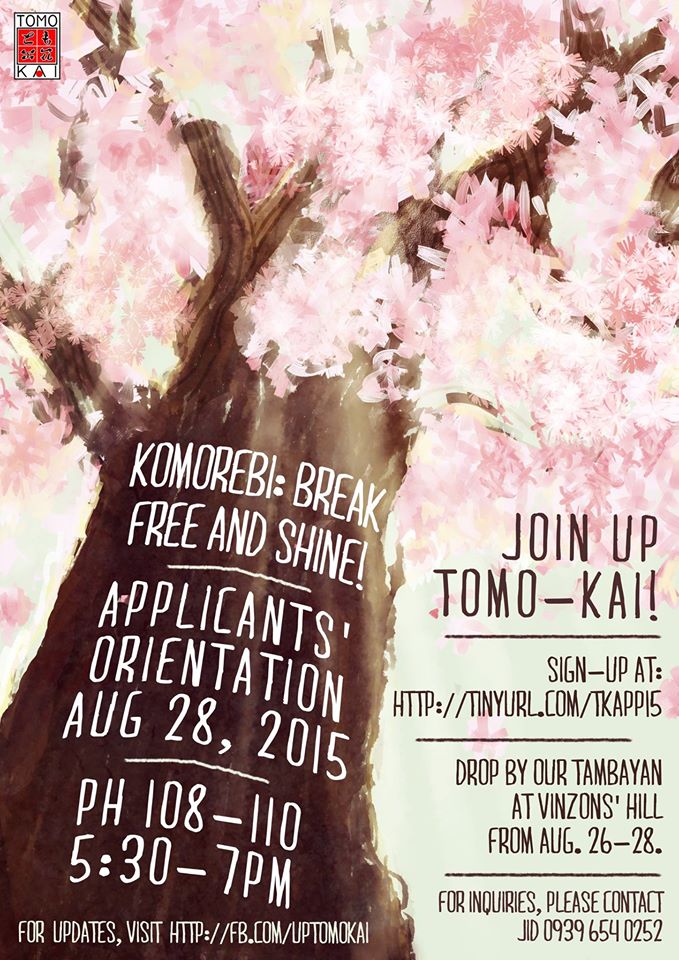 TOMO
KAI
KOMOREBI: BREAK
FREE AND SHINE!
APPLICANTS'
ORIENTATION
AUG 28, 2015
PH 108-110
5:30-7PM
FOR UPDATES, VISIT HTTP://FB.COM/UPTOMOKAI
JOIN UP
TOMO-KAI!
SIGN-UP AT:
HTTP://TINYURL.COM/TKAPP15
DROP BY OUR TAMBAYAN
AT VINZONS' HILL
FROM AUG. 26-28.
FOR INQUIRIES, PLEASE CONTACT
JID 0939 654 0252